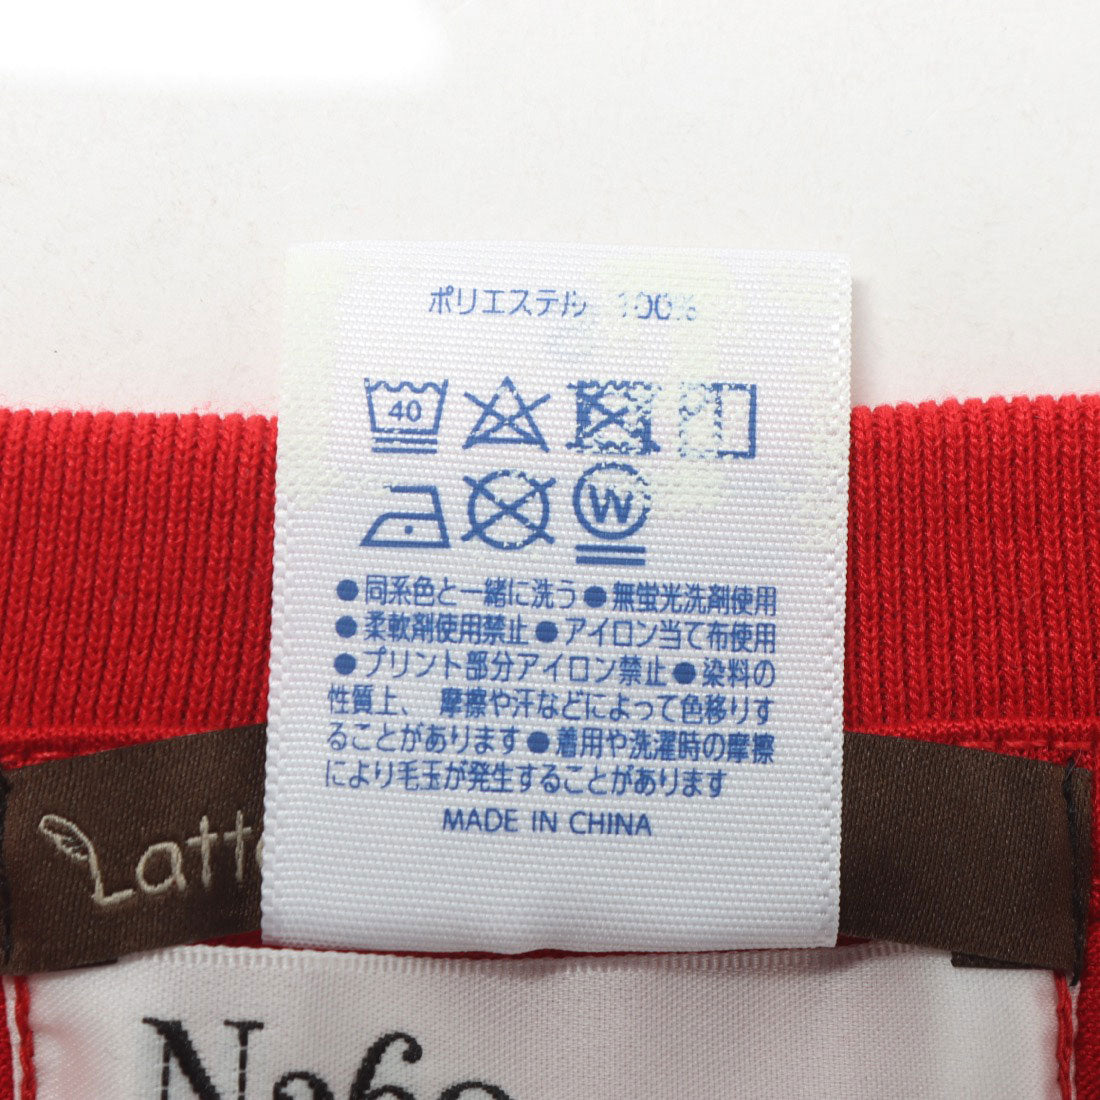 ポリエステル 100%
40
W
●同系色と一緒に洗う ●無蛍光洗剤使用
●柔軟剤使用禁止 ●アイロン当て布使用
●プリント部分アイロン禁止 ●染料の
性質上、 摩擦や汗などによって色移りす
ることがあります ●着用や洗濯時の摩擦
により毛玉が発生することがあります
MADE IN CHINA